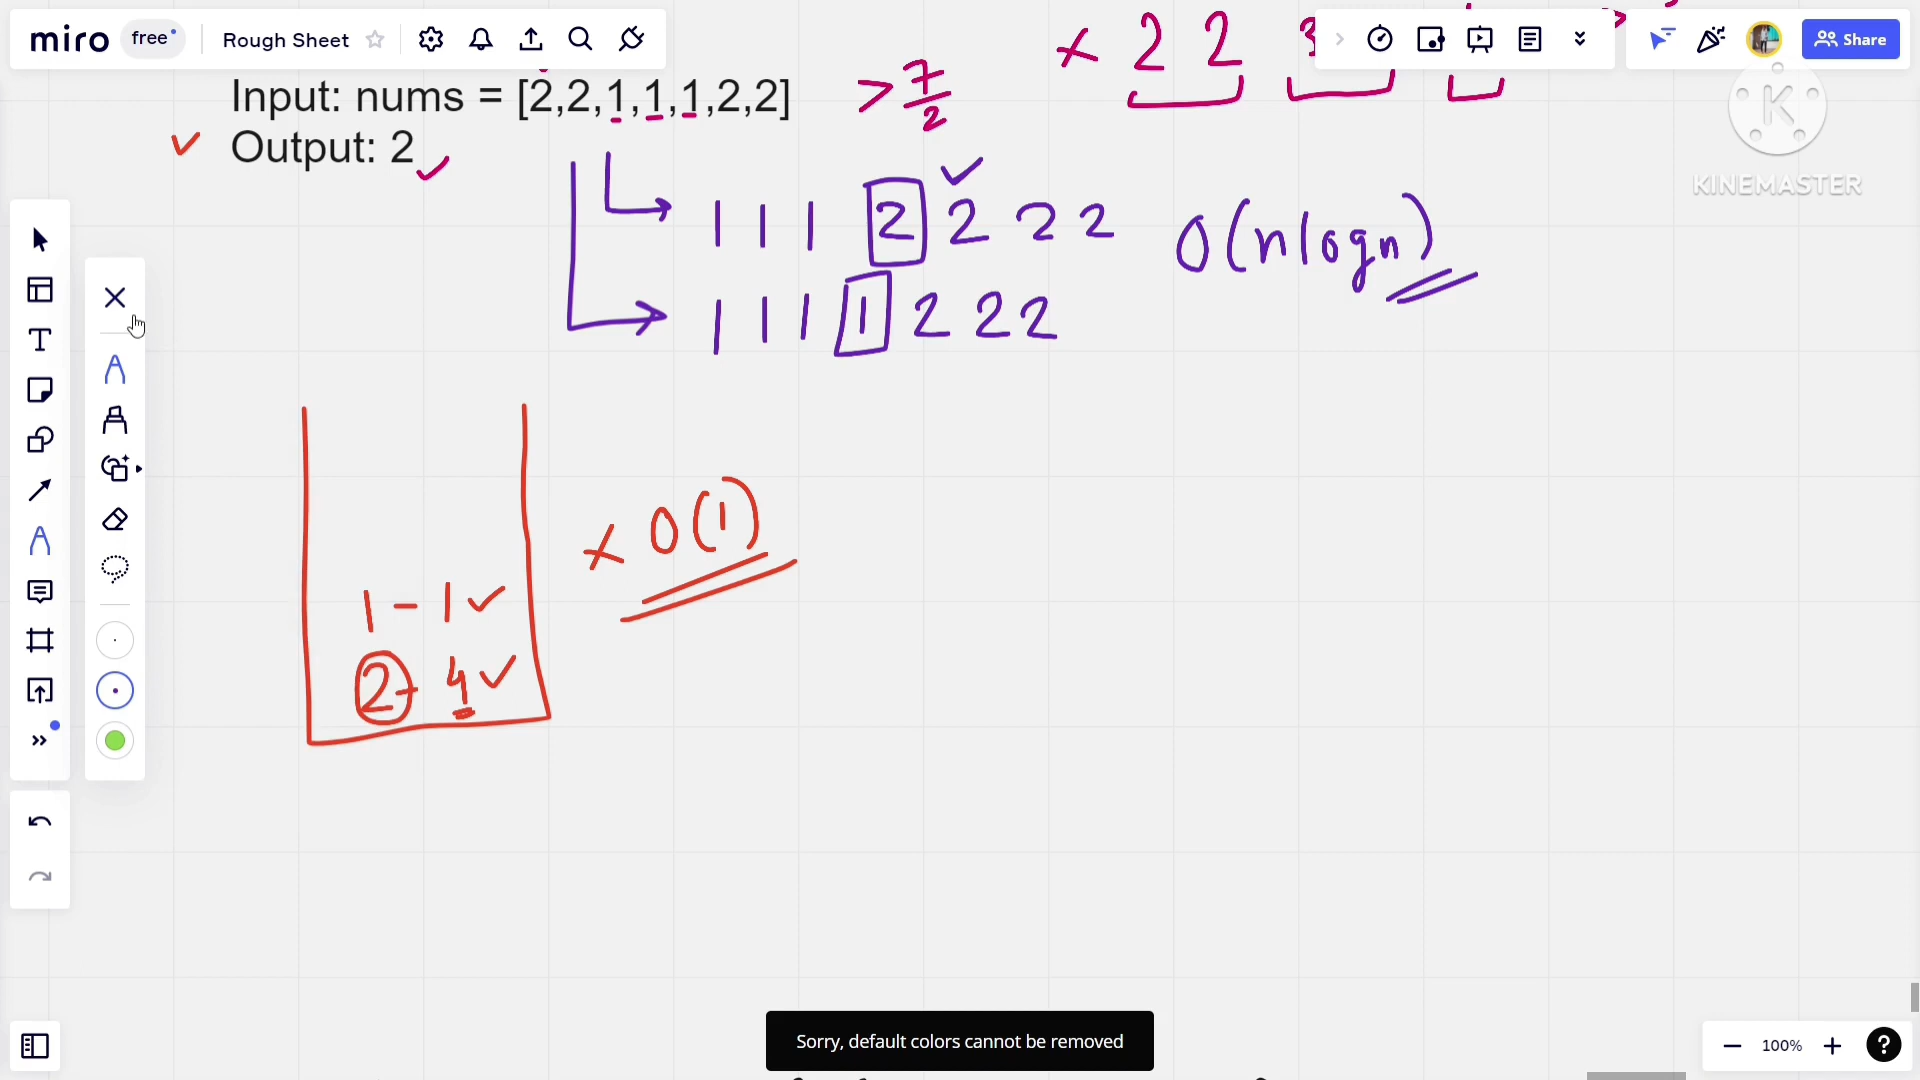 miro free Rough Sheet Share
× 2 2
Input: nums = [2,2,1,1,1,2,2] > 7/2
Output: 2
KINEMASTER
1 1 1 2 2 2 2 O(nlogn)
1 1 1 1 2 2 2
× O(1)
1 - 1
2 - 4
Sorry, default colors cannot be removed
100%